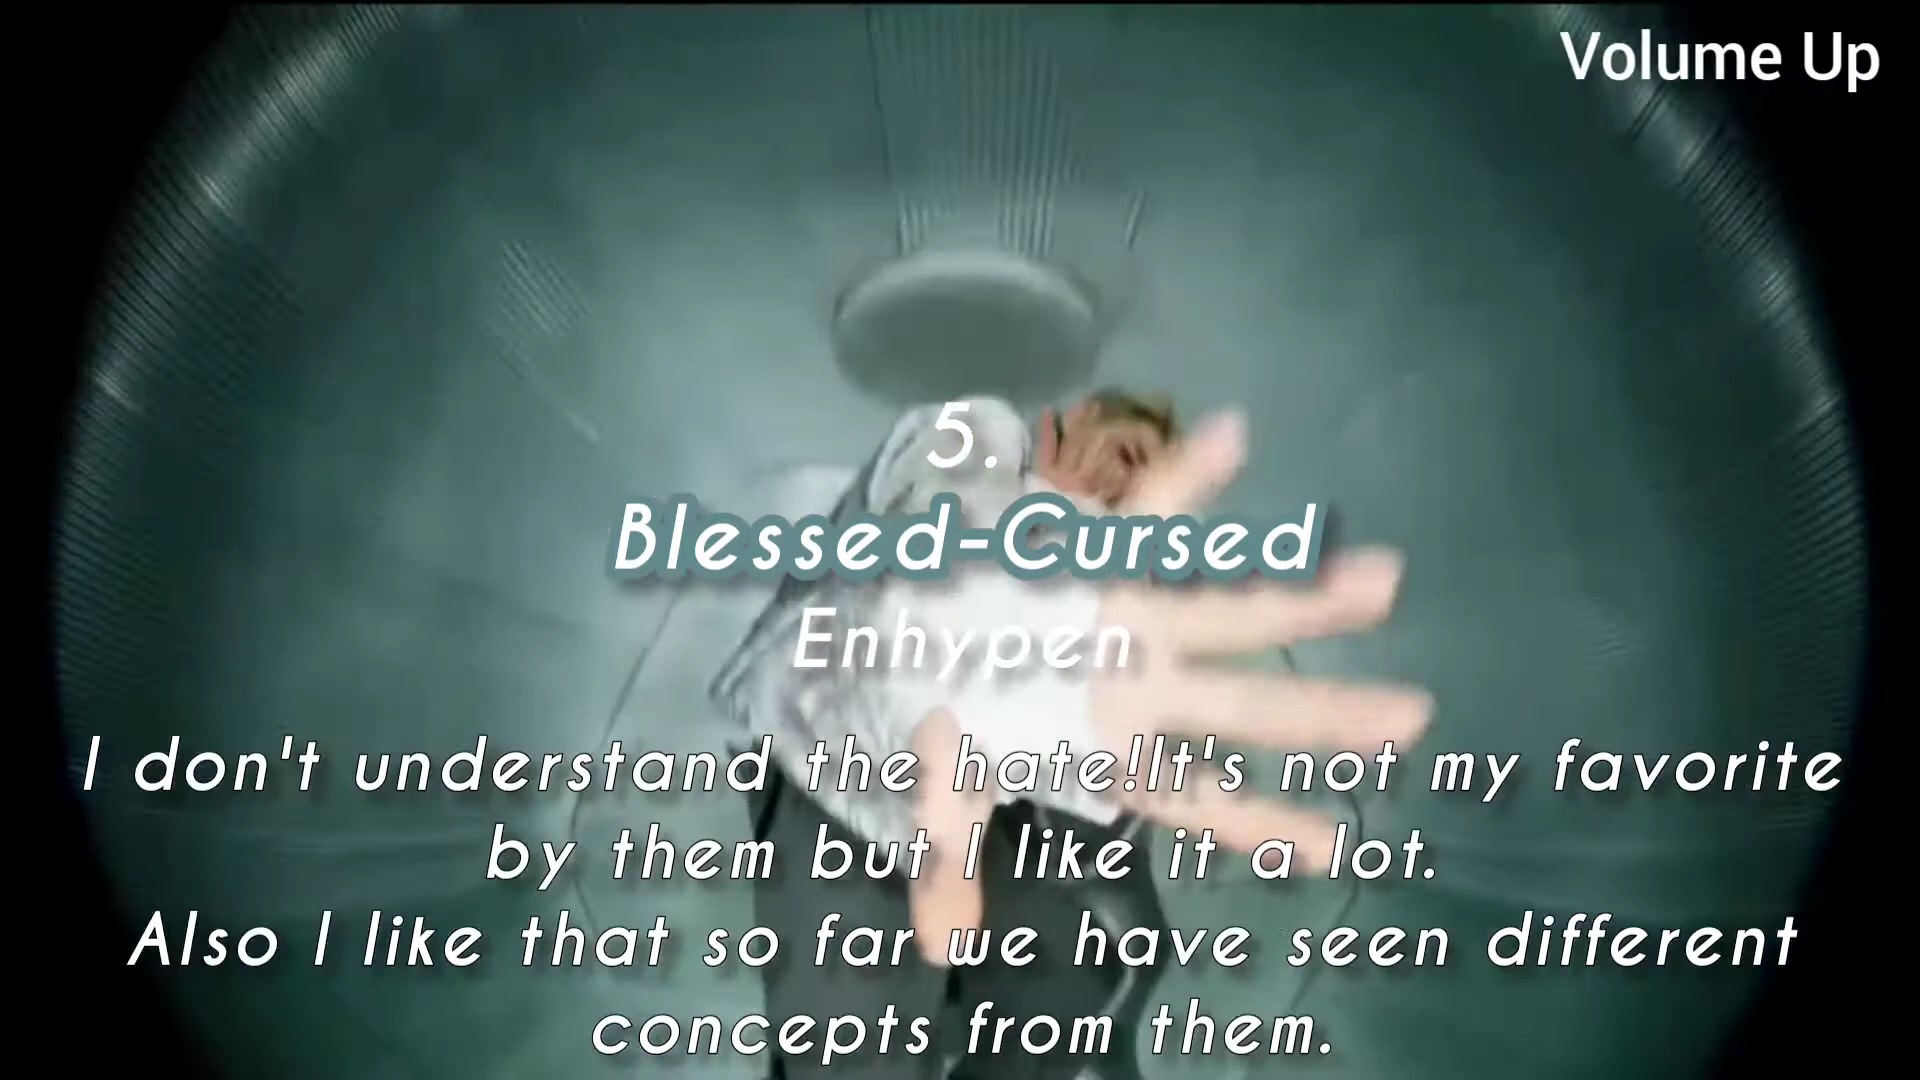 Volume Up
5.
Blessed-Cursed
Enhypen
I don't understand the hate!It's not my favorite
by them but I like it a lot.
Also I like that so far we have seen different
concepts from them.